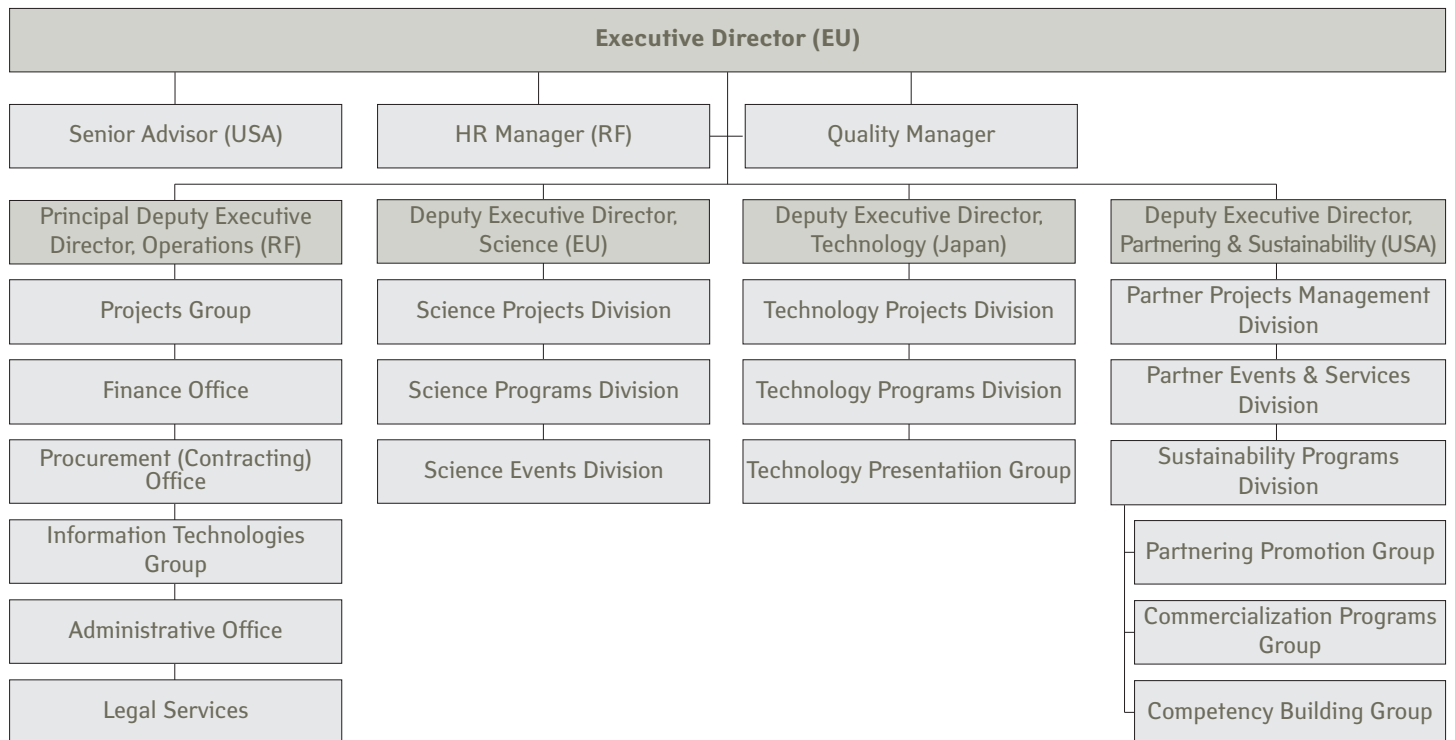 Executive Director (EU)
Senior Advisor (USA)
HR Manager (RF)
Quality Manager
Principal Deputy Executive
Director, Operations (RF)
Deputy Executive Director,
Science (EU)
Deputy Executive Director,
Technology (Japan)
Deputy Executive Director,
Partnering & Sustainability (USA)
Projects Group
Science Projects Division
Technology Projects Division
Partner Projects Management
Division
Finance Office
Science Programs Division
Technology Programs Division
Partner Events & Services
Division
Procurement (Contracting)
Office
Science Events Division
Technology Presentatiion Group
Sustainability Programs
Division
Information Technologies
Group
Partnering Promotion Group
Administrative Office
Commercialization Programs
Group
Legal Services
Competency Building Group